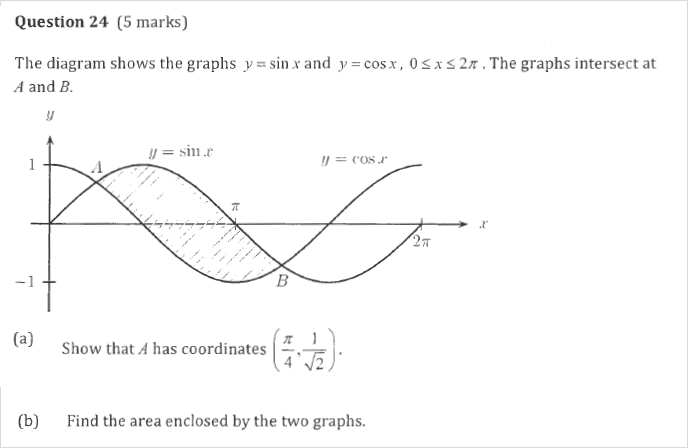 Question 24 (5 marks)
The diagram shows the graphs y = sin x and y = cos x, 0 ≤ x ≤ 2π. The graphs intersect at
A and B.
y
y = sin x
y = cos x
1
A
π
x
2π
−1
B
(a) Show that A has coordinates (π/4, 1/√2).
(b) Find the area enclosed by the two graphs.